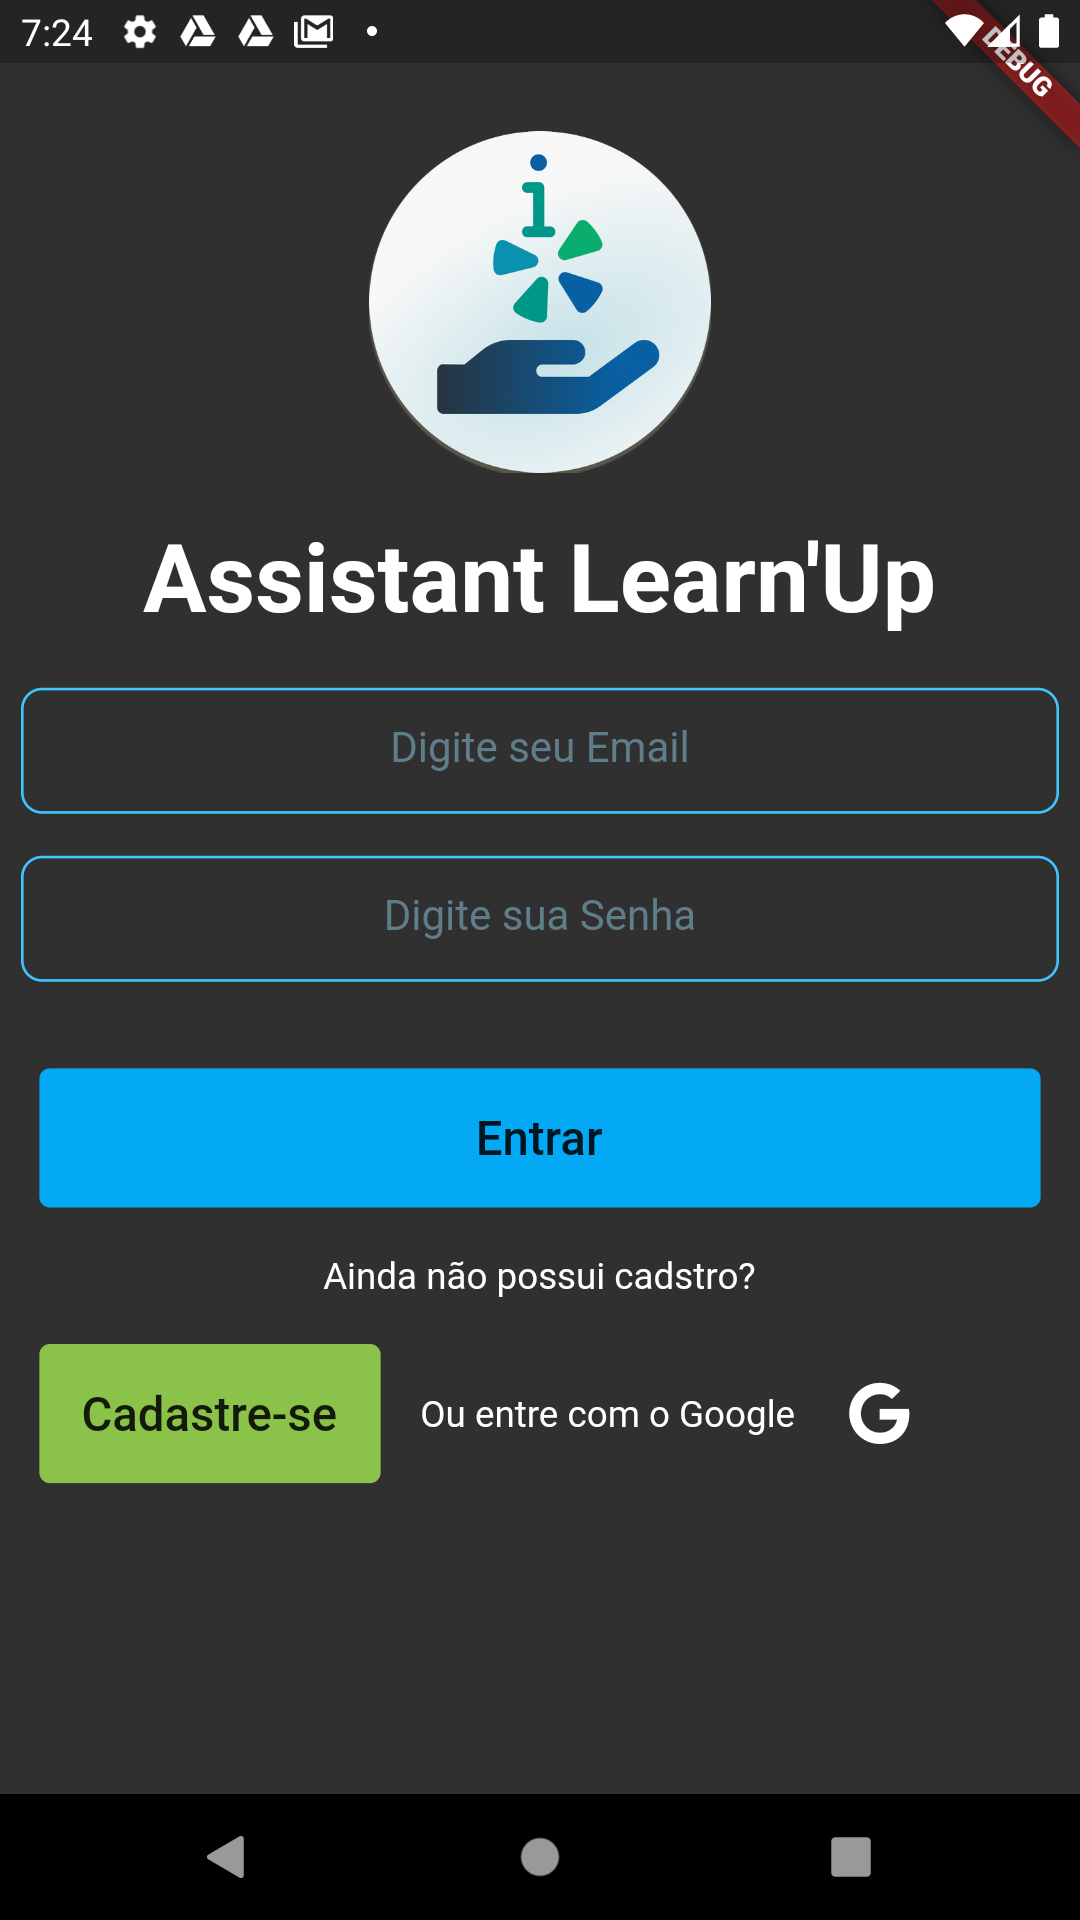 7:24
DEBUG
Assistant Learn'Up
Digite seu Email
Digite sua Senha
Entrar
Ainda não possui cadstro?
Cadastre-se
Ou entre com o Google
G